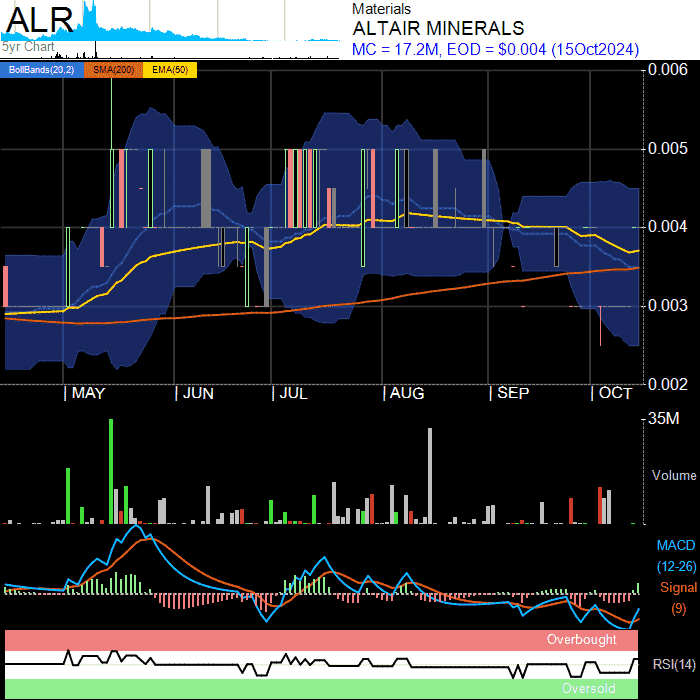 ALR
5yr Chart
Materials
ALTAIR MINERALS
MC = 17.2M, EOD = $0.004 (15Oct2024)
BollBands(20,2) SMA(200) EMA(50)
0.006
0.005
0.004
0.003
0.002
MAY JUN JUL AUG SEP OCT
35M
Volume
MACD
(12-26)
Signal
(9)
Overbought
RSI(14)
Oversold